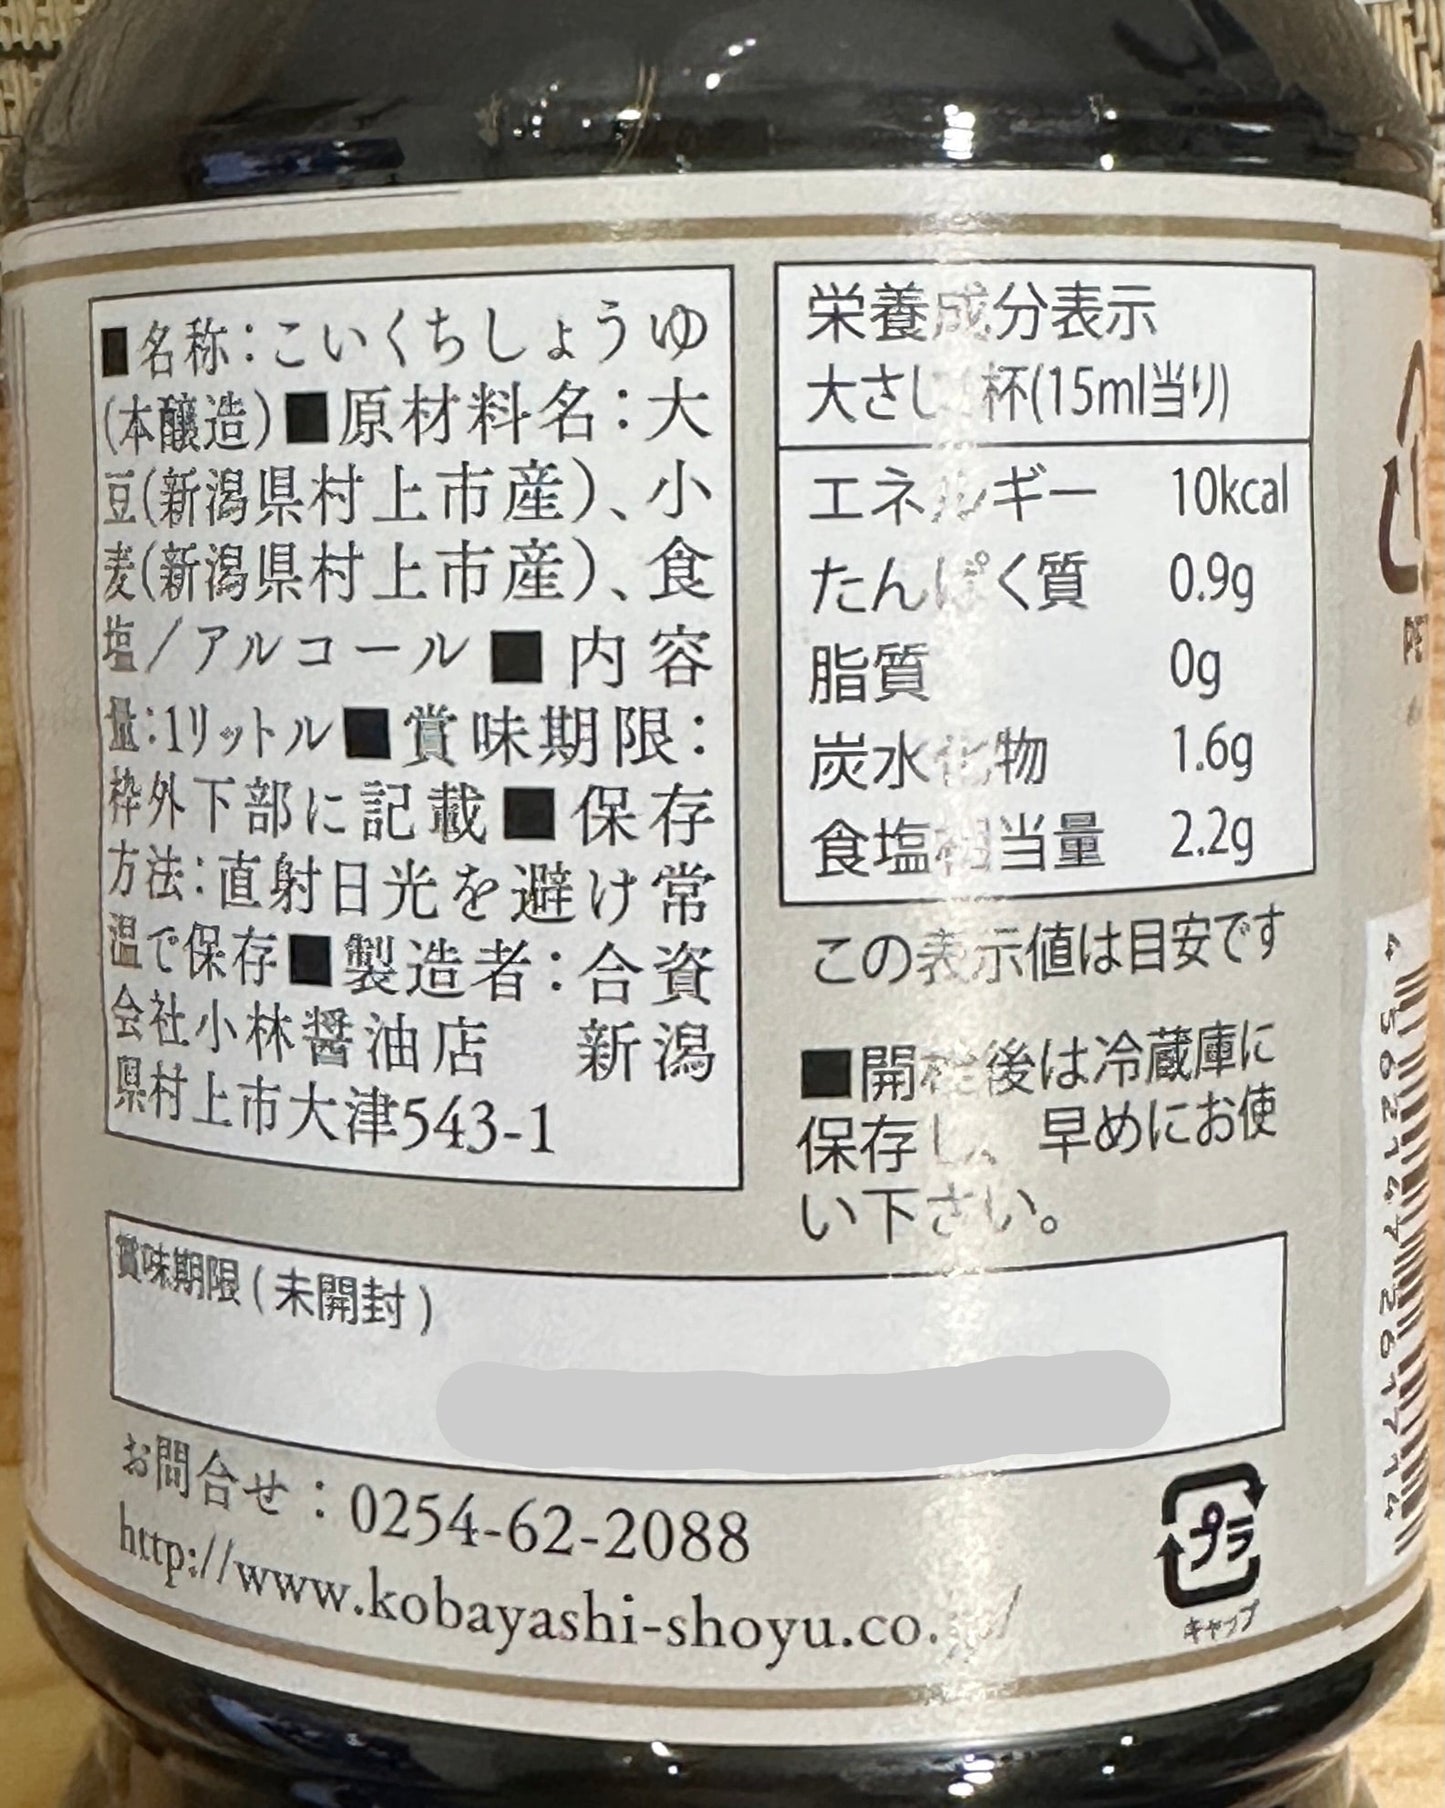 ■名称：こいくちしょうゆ
(本醸造)■原材料名：大
豆(新潟県村上市産)、小
麦(新潟県村上市産)、食
塩/アルコール■内容
量：1リットル■賞味期限：
枠外下部に記載■保存
方法：直射日光を避け常
温で保存■製造者：合資
会社小林醤油店　新潟
県村上市大津543-1
栄養成分表示
大さじ 杯(15ml当り)
エネルギー 10kcal
たんぱく質 0.9g
脂質 0g
炭水化物 1.6g
食塩相当量 2.2g
この表示値は目安です
■開栓後は冷蔵庫に
保存し、早めにお使
い下さい。
賞味期限(未開封)
お問合せ：0254-62-2088
http://www.kobayashi-shoyu.co.
プラ
キャップ